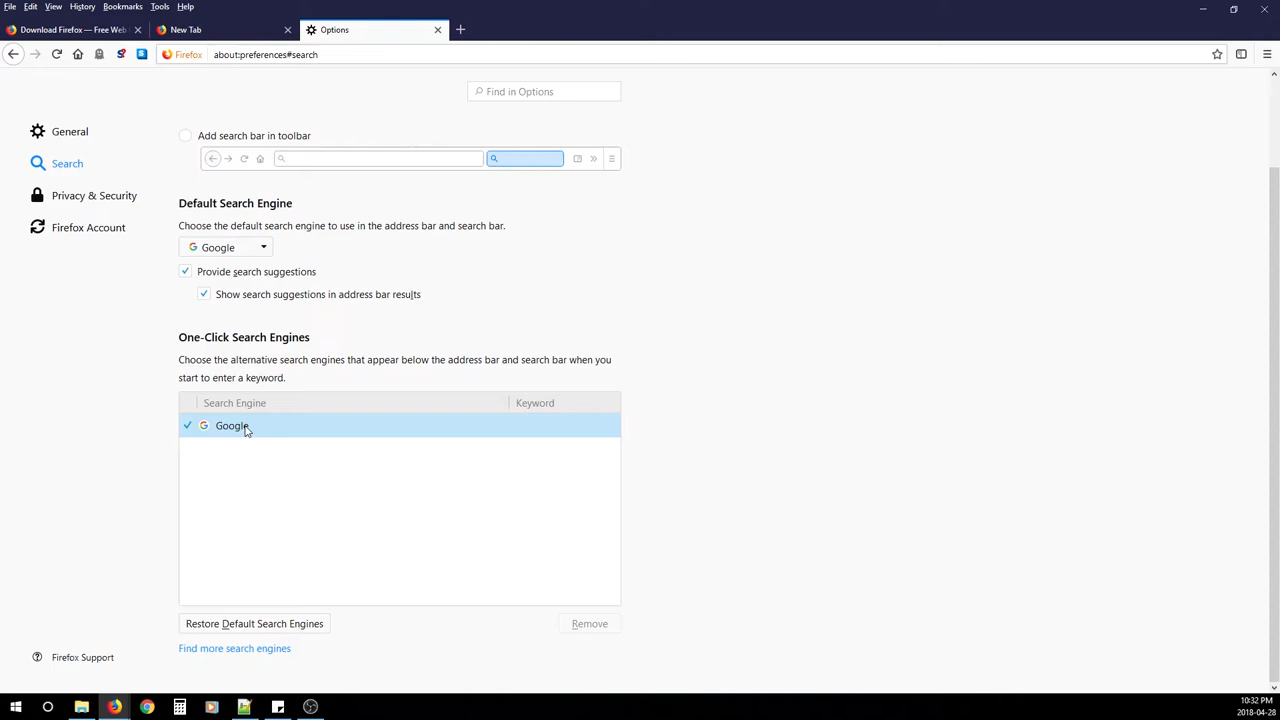 File Edit View History Bookmarks Tools Help
Download Firefox — Free Web
New Tab
Options
Firefox
about:preferences#search
Find in Options
General
Search
Privacy & Security
Firefox Account
Add search bar in toolbar
Default Search Engine
Choose the default search engine to use in the address bar and search bar.
Google
Provide search suggestions
Show search suggestions in address bar results
One-Click Search Engines
Choose the alternative search engines that appear below the address bar and search bar when you
start to enter a keyword.
Search Engine Keyword
Google
Restore Default Search Engines
Remove
Find more search engines
Firefox Support
10:32 PM
2018-04-28